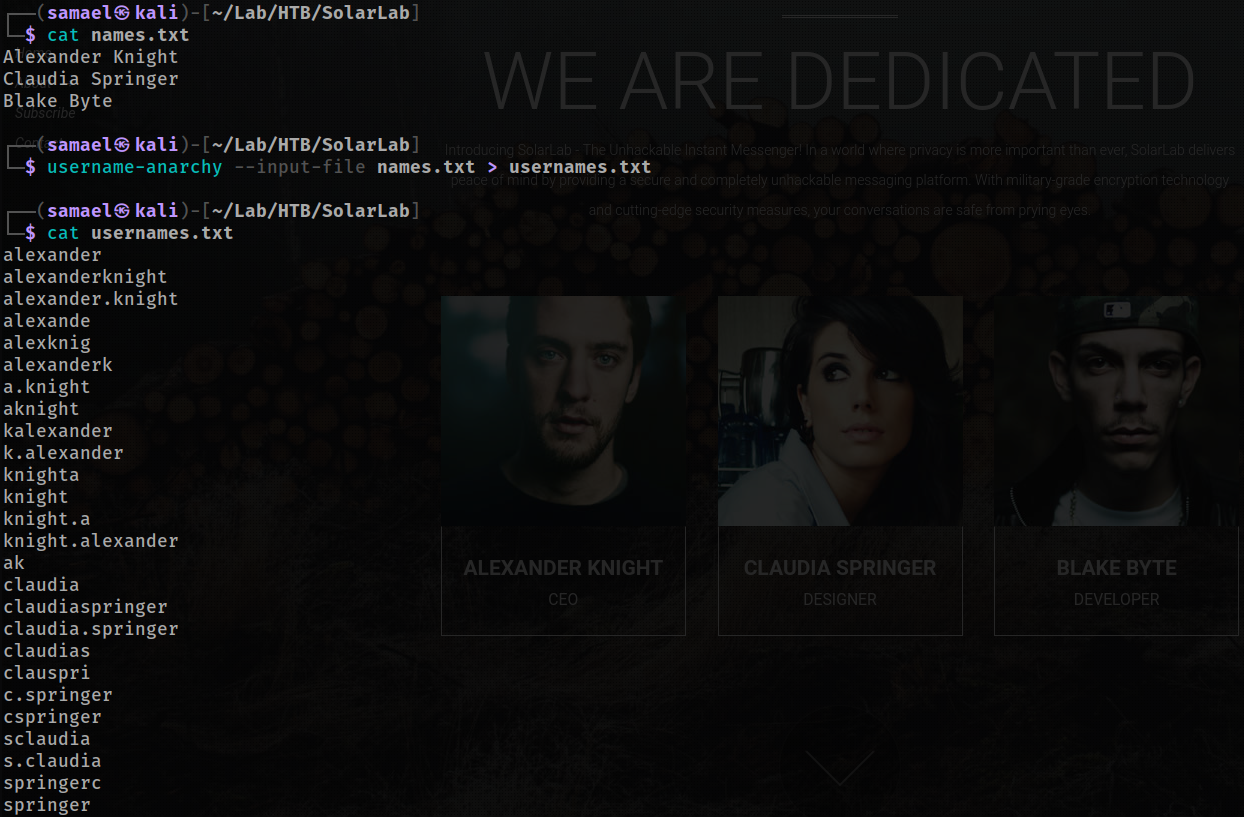 ┌──(samael㉿kali)-[~/Lab/HTB/SolarLab]
└─$ cat names.txt
Alexander Knight
Claudia Springer
Blake Byte
Subscribe
┌──(samael㉿kali)-[~/Lab/HTB/SolarLab]
└─$ username-anarchy --input-file names.txt > usernames.txt
┌──(samael㉿kali)-[~/Lab/HTB/SolarLab]
└─$ cat usernames.txt
alexander
alexanderknight
alexander.knight
alexande
alexknig
alexanderk
a.knight
aknight
kalexander
k.alexander
knighta
knight
knight.a
knight.alexander
ak
claudia
claudiaspringer
claudia.springer
claudias
clauspri
c.springer
cspringer
sclaudia
s.claudia
springerc
springer
WE ARE DEDICATED
Introducing SolarLab - The Unhackable Instant Messenger! In a world where privacy is more important than ever, SolarLab delivers
peace of mind by providing a secure and completely unhackable messaging platform. With military-grade encryption technology
and cutting-edge security measures, your conversations are safe from prying eyes.
ALEXANDER KNIGHT
CEO
CLAUDIA SPRINGER
DESIGNER
BLAKE BYTE
DEVELOPER